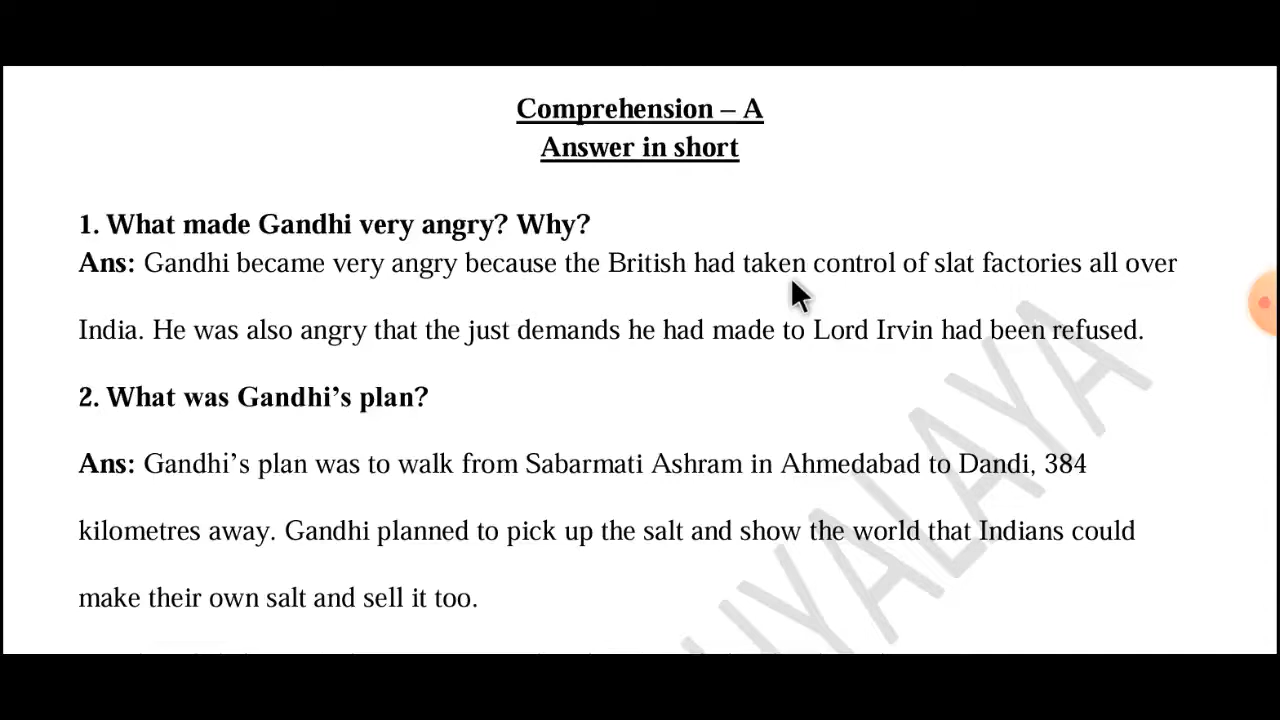 Comprehension – A
Answer in short
1. What made Gandhi very angry? Why?
Ans: Gandhi became very angry because the British had taken control of slat factories all over
India. He was also angry that the just demands he had made to Lord Irvin had been refused.
2. What was Gandhi’s plan?
Ans: Gandhi’s plan was to walk from Sabarmati Ashram in Ahmedabad to Dandi, 384
kilometres away. Gandhi planned to pick up the salt and show the world that Indians could
make their own salt and sell it too.
YALAYA